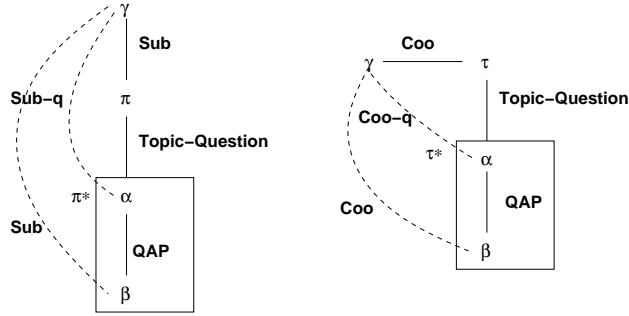 γ
Sub
Sub−q
π
Topic−Question
π*
α
Sub
QAP
β
Coo
γ
τ
Coo−q
Topic−Question
τ*
α
Coo
QAP
β